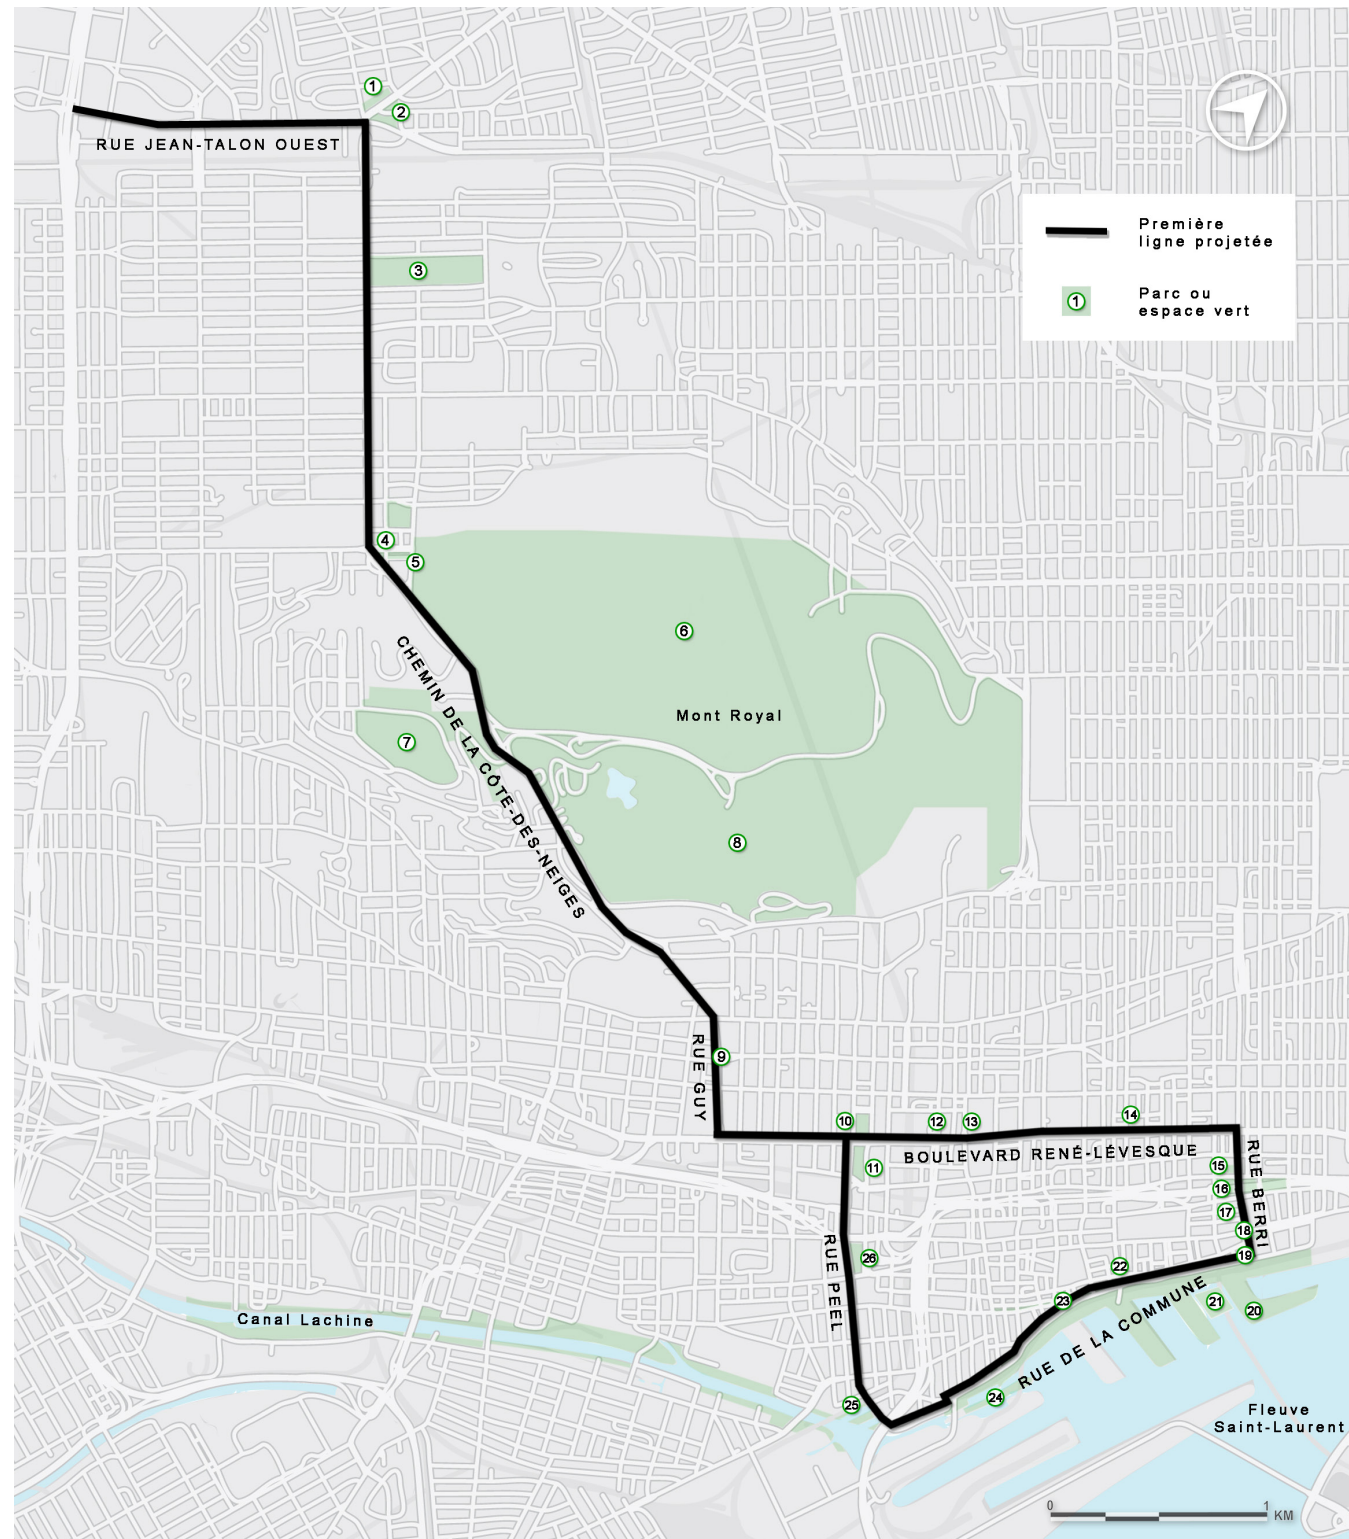 1
2
RUE JEAN-TALON OUEST
Première
ligne projetée
3
1
Parc ou
espace vert
4
5
6
CHEMIN DE LA CÔTE-DES-NEIGES
Mont Royal
7
8
RUE GUY
9
10
12
13
14
BOULEVARD RENÉ-LÉVESQUE
11
RUE BERRI
15
16
17
18
19
RUE PEEL
26
22
23
21
20
RUE DE LA COMMUNE
Canal Lachine
24
25
Fleuve
Saint-Laurent
0
1
KM